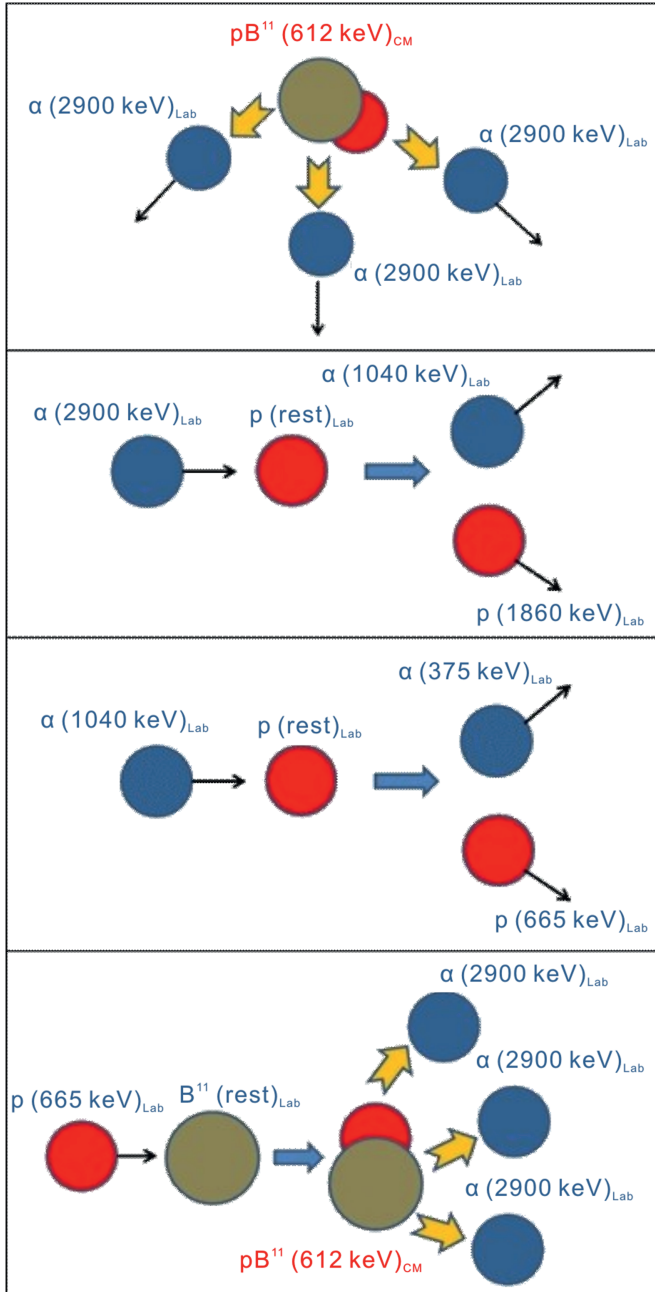 pB¹¹ (612 keV)CM
α (2900 keV)Lab
α (2900 keV)Lab
α (2900 keV)Lab
α (1040 keV)Lab
α (2900 keV)Lab
p (rest)Lab
p (1860 keV)Lab
α (375 keV)Lab
α (1040 keV)Lab
p (rest)Lab
p (665 keV)Lab
α (2900 keV)Lab
α (2900 keV)Lab
p (665 keV)Lab
B¹¹ (rest)Lab
α (2900 keV)Lab
pB¹¹ (612 keV)CM